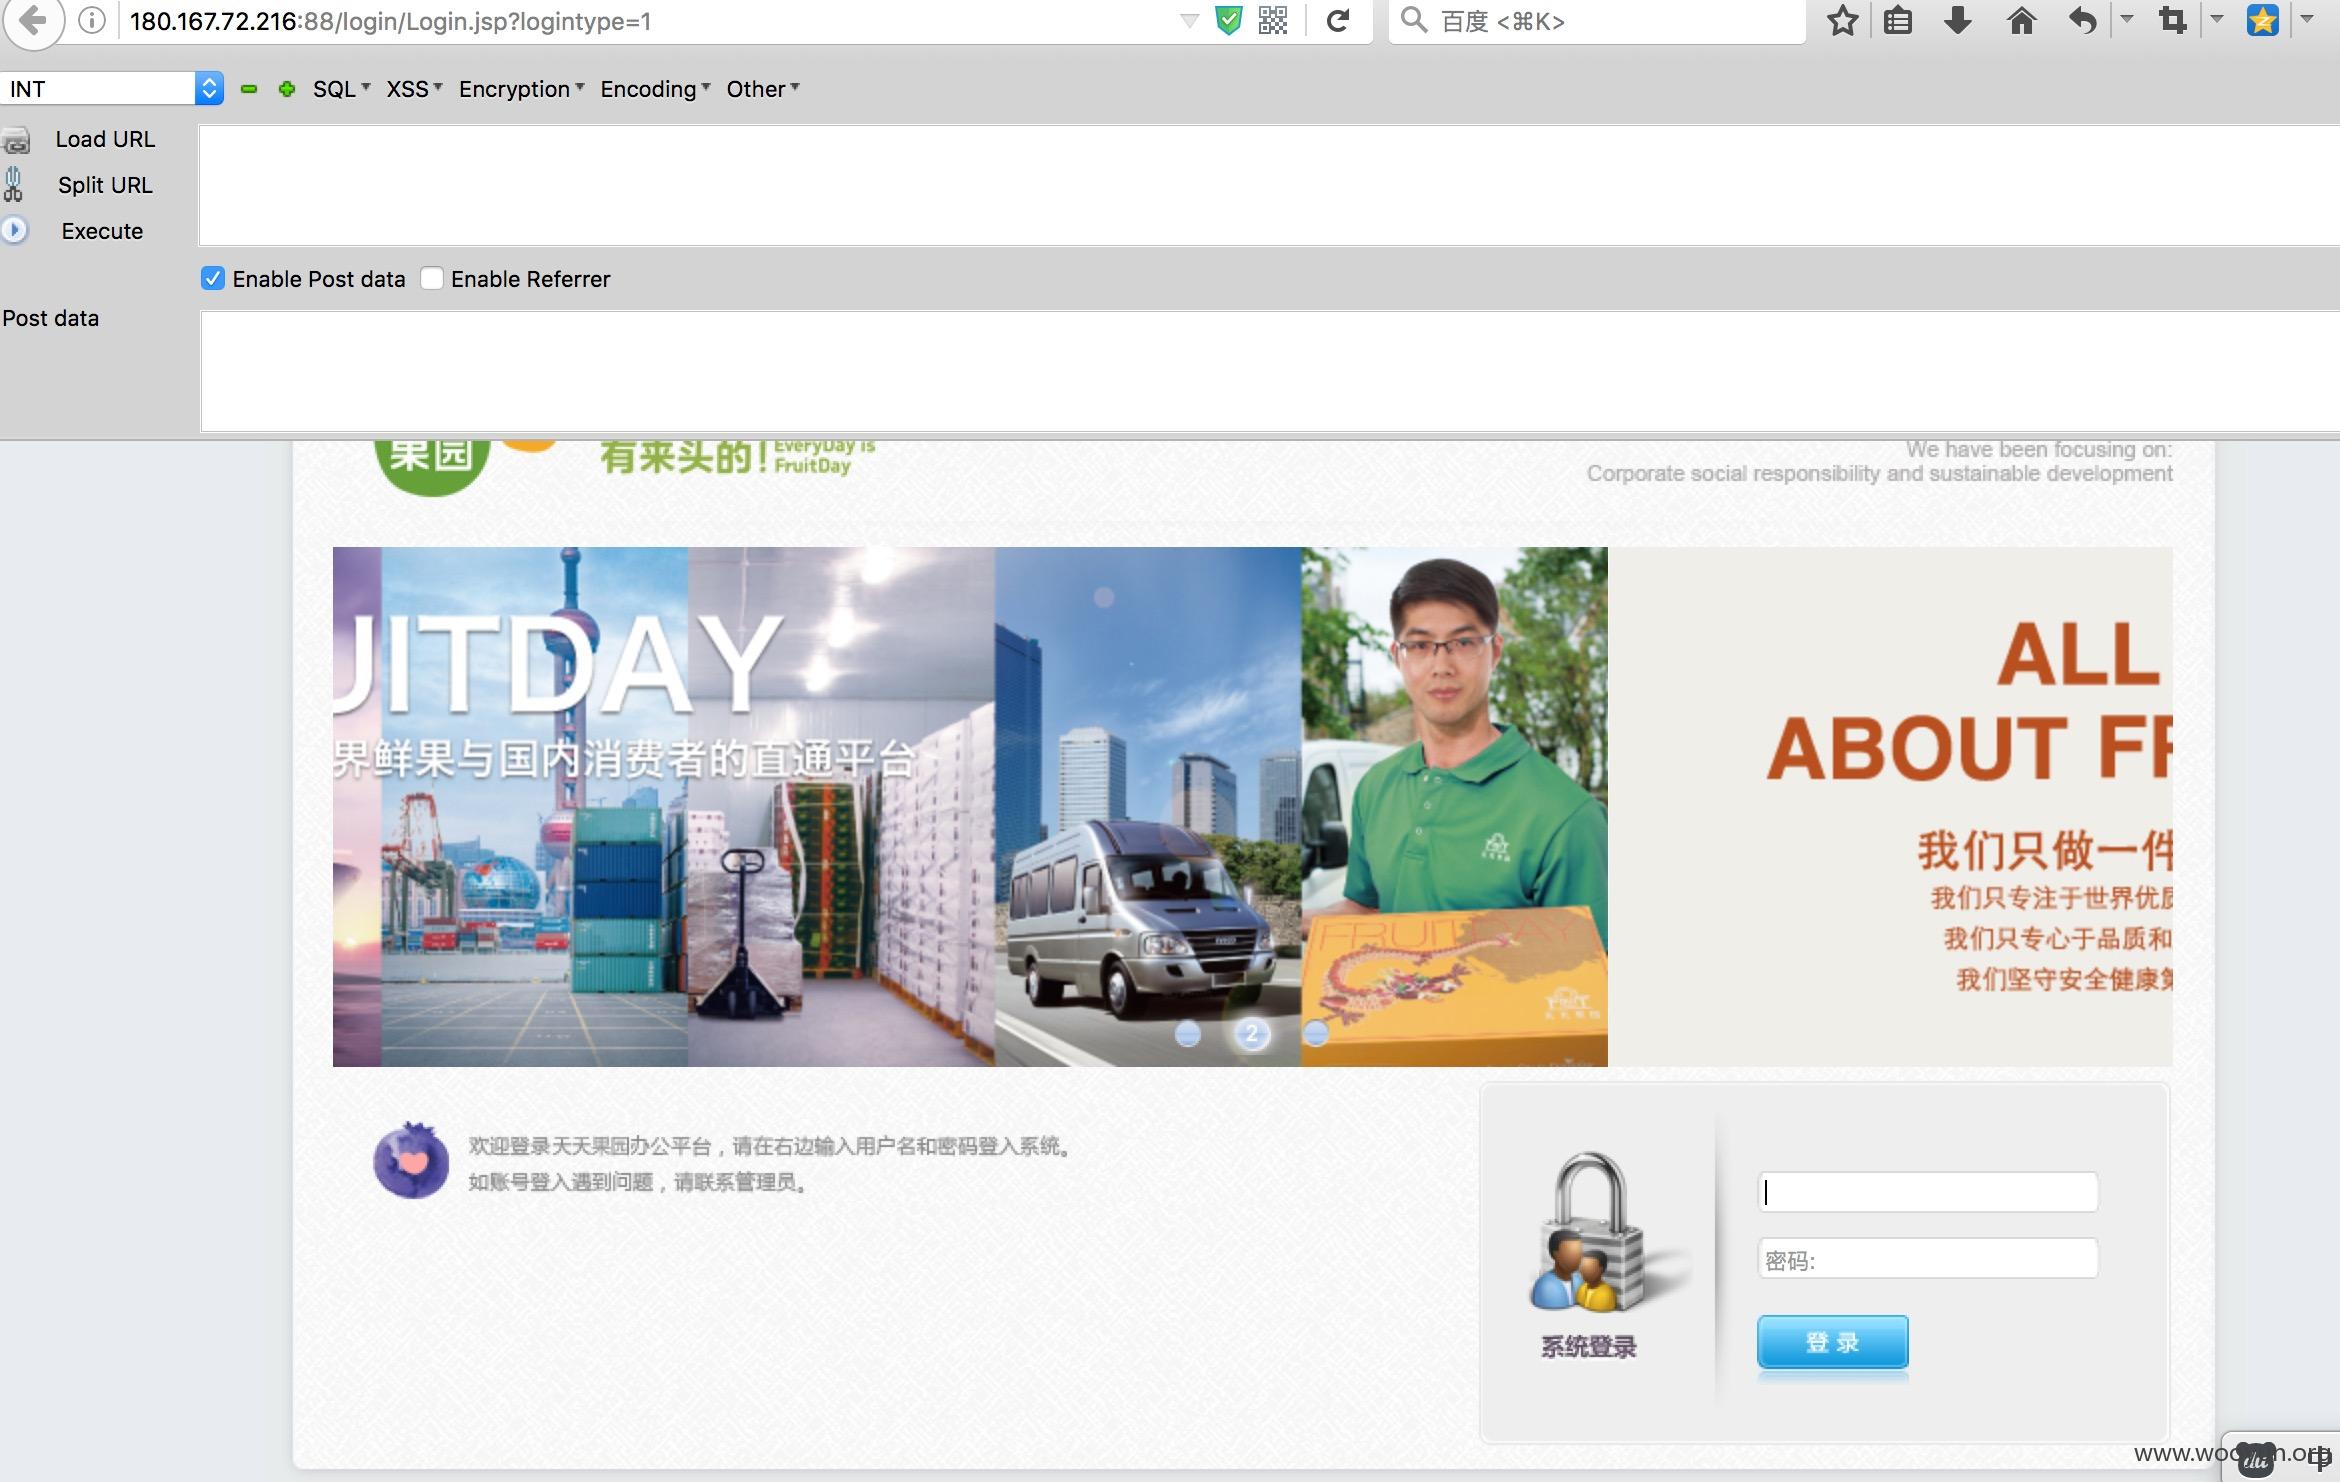 180.167.72.216:88/login/Login.jsp?logintype=1
百度 <⌘K>
INT
SQL XSS Encryption Encoding Other
Load URL
Split URL
Execute
Enable Post data Enable Referrer
Post data
果园
有来头的!
EveryDay is
FruitDay
We have been focusing on:
Corporate social responsibility and sustainable development
UITDAY
界鲜果与国内消费者的直通平台
FRUITDAY
2
ALL
ABOUT FR
我们只做一件
我们只专注于世界优质
我们只专心于品质和
我们坚守安全健康第
欢迎登录天天果园办公平台，请在右边输入用户名和密码登入系统。
如账号登入遇到问题，请联系管理员。
密码:
登 录
系统登录